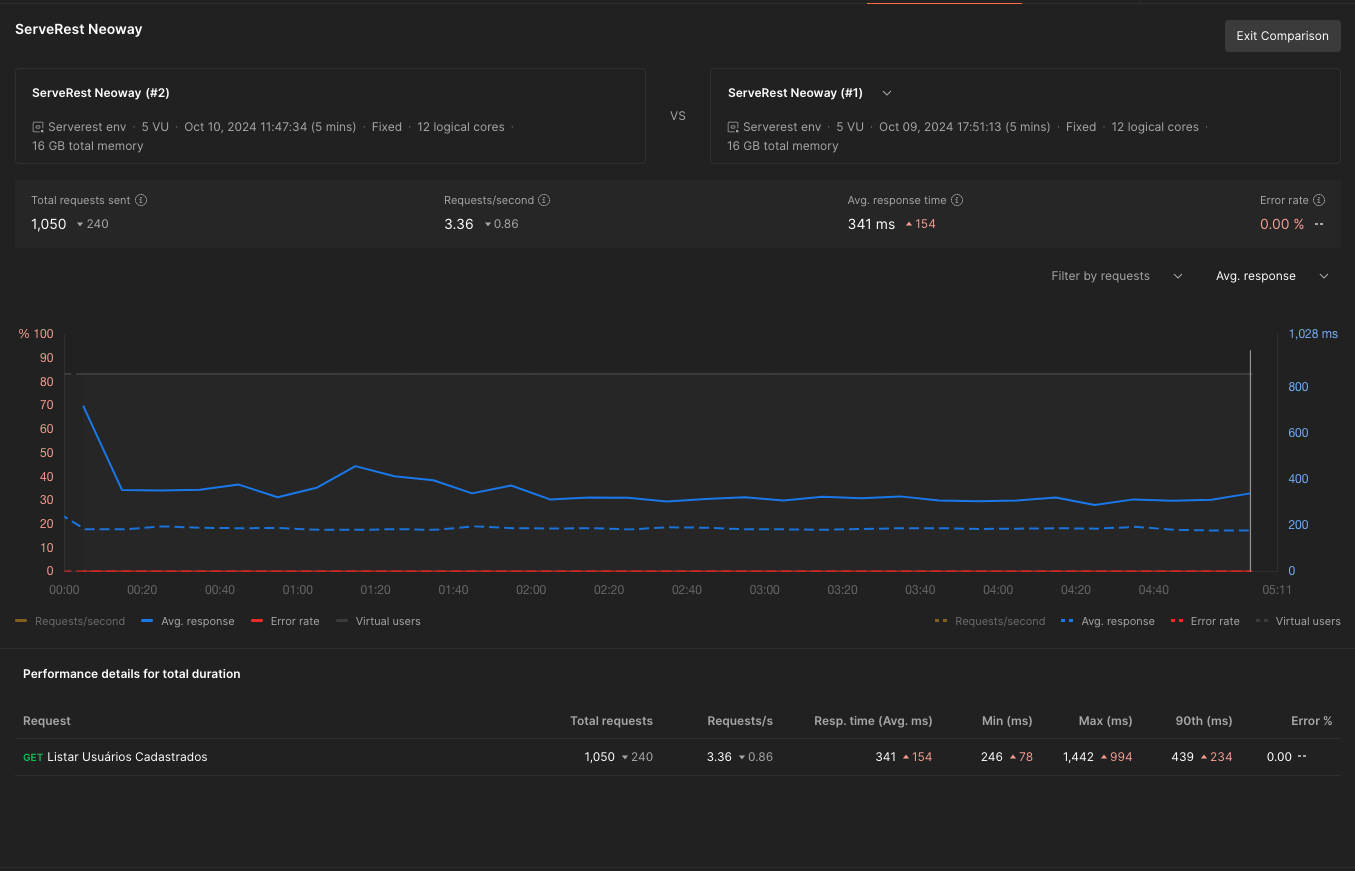 ServeRest Neoway
Exit Comparison
ServeRest Neoway (#2)
Serverest env · 5 VU · Oct 10, 2024 11:47:34 (5 mins) · Fixed · 12 logical cores ·
16 GB total memory
VS
ServeRest Neoway (#1)
Serverest env · 5 VU · Oct 09, 2024 17:51:13 (5 mins) · Fixed · 12 logical cores ·
16 GB total memory
Total requests sent
1,050 240
Requests/second
3.36 0.86
Avg. response time
341 ms 154
Error rate
0.00 % --
Filter by requests
Avg. response
% 100
90
80
70
60
50
40
30
20
10
0
1,028 ms
800
600
400
200
0
00:00 00:20 00:40 01:00 01:20 01:40 02:00 02:20 02:40 03:00 03:20 03:40 04:00 04:20 04:40 05:11
Requests/second Avg. response Error rate Virtual users
Requests/second Avg. response Error rate Virtual users
Performance details for total duration
Request Total requests Requests/s Resp. time (Avg. ms) Min (ms) Max (ms) 90th (ms) Error %
GET Listar Usuários Cadastrados 1,050 240 3.36 0.86 341 154 246 78 1,442 994 439 234 0.00 --